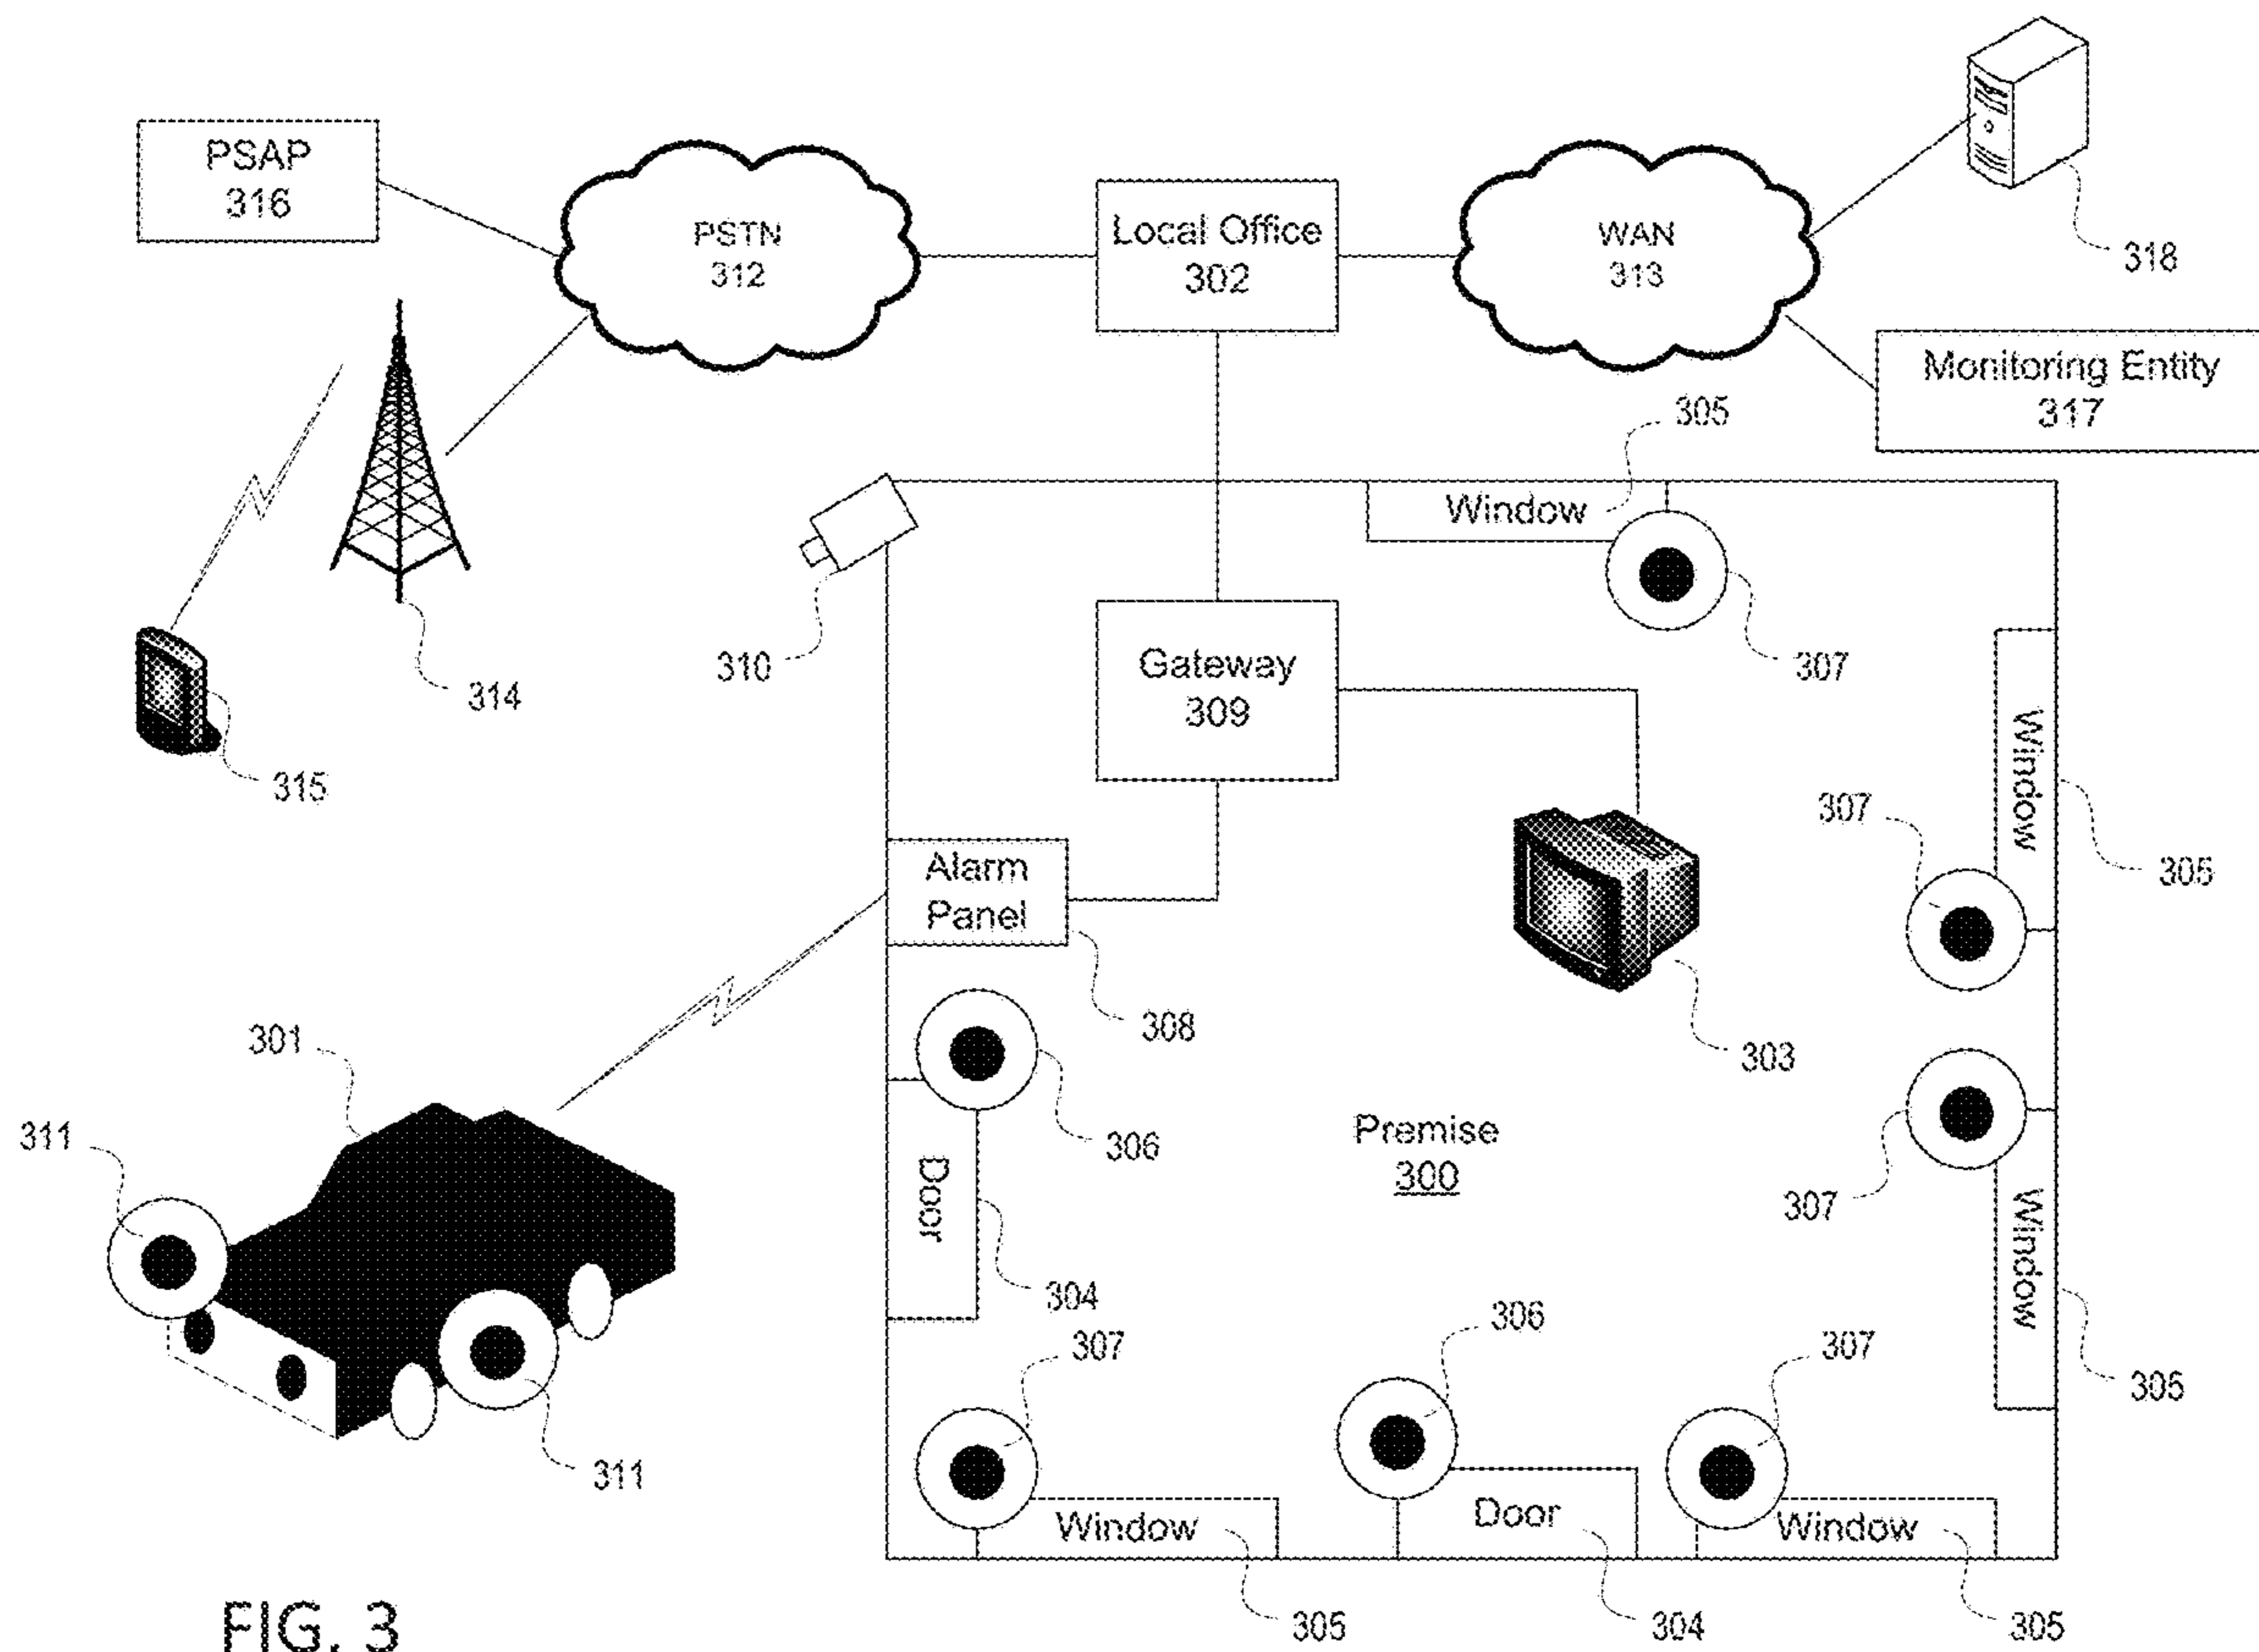 PSAP
316
PSTN
312
Local Office
302
WAN
313
318
Monitoring Entity
317
305
Window
307
310
Gateway
309
314
315
Window
305
307
Alarm
Panel
308
303
301
306
311
Door
304
Premise
300
307
Window
305
311
307
Window
305
306
Door
304
307
Window
305
FIG. 3